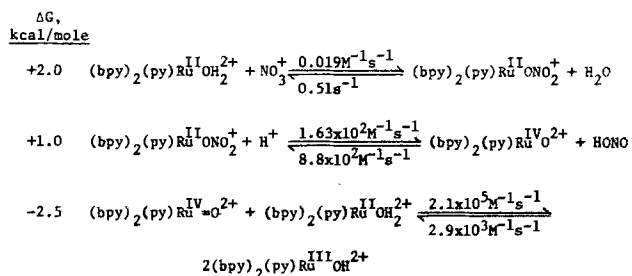 ΔG,
kcal/mole
+2.0 (bpy)₂(py)RuᴵᴵOH₂²⁺ + NO₃⁺ ⇌ (bpy)₂(py)RuᴵᴵONO₂⁺ + H₂O
0.019M⁻¹s⁻¹
0.51s⁻¹
+1.0 (bpy)₂(py)RuᴵᴵONO₂⁺ + H⁺ ⇌ (bpy)₂(py)RuᴵⱽO²⁺ + HONO
1.63x10²M⁻¹s⁻¹
8.8x10²M⁻¹s⁻¹
-2.5 (bpy)₂(py)Ruᴵⱽ=O²⁺ + (bpy)₂(py)RuᴵᴵOH₂²⁺ ⇌
2.1x10⁵M⁻¹s⁻¹
2.9x10³M⁻¹s⁻¹
2(bpy)₂(py)RuᴵᴵᴵOH²⁺